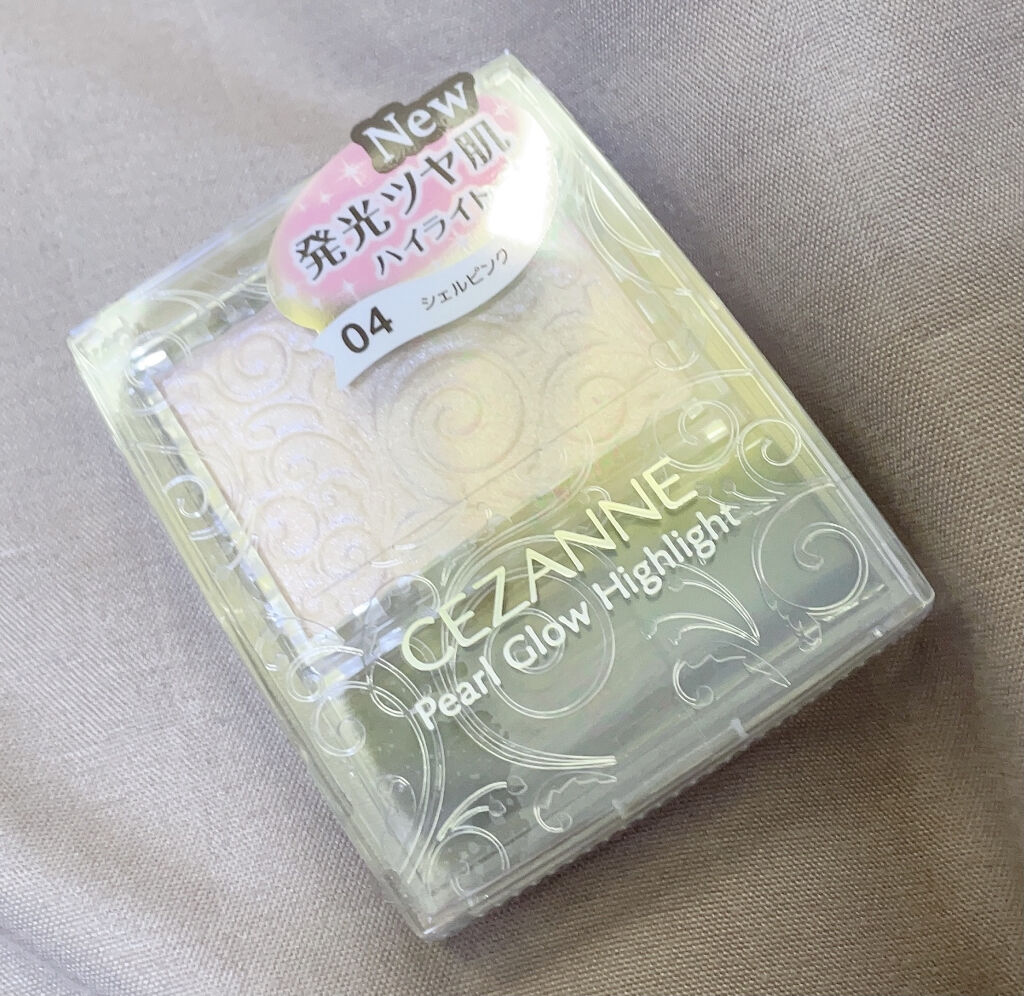 New
発光ツヤ肌
ハイライト
04 シェルピンク
CEZANNE
Pearl Glow Highlight